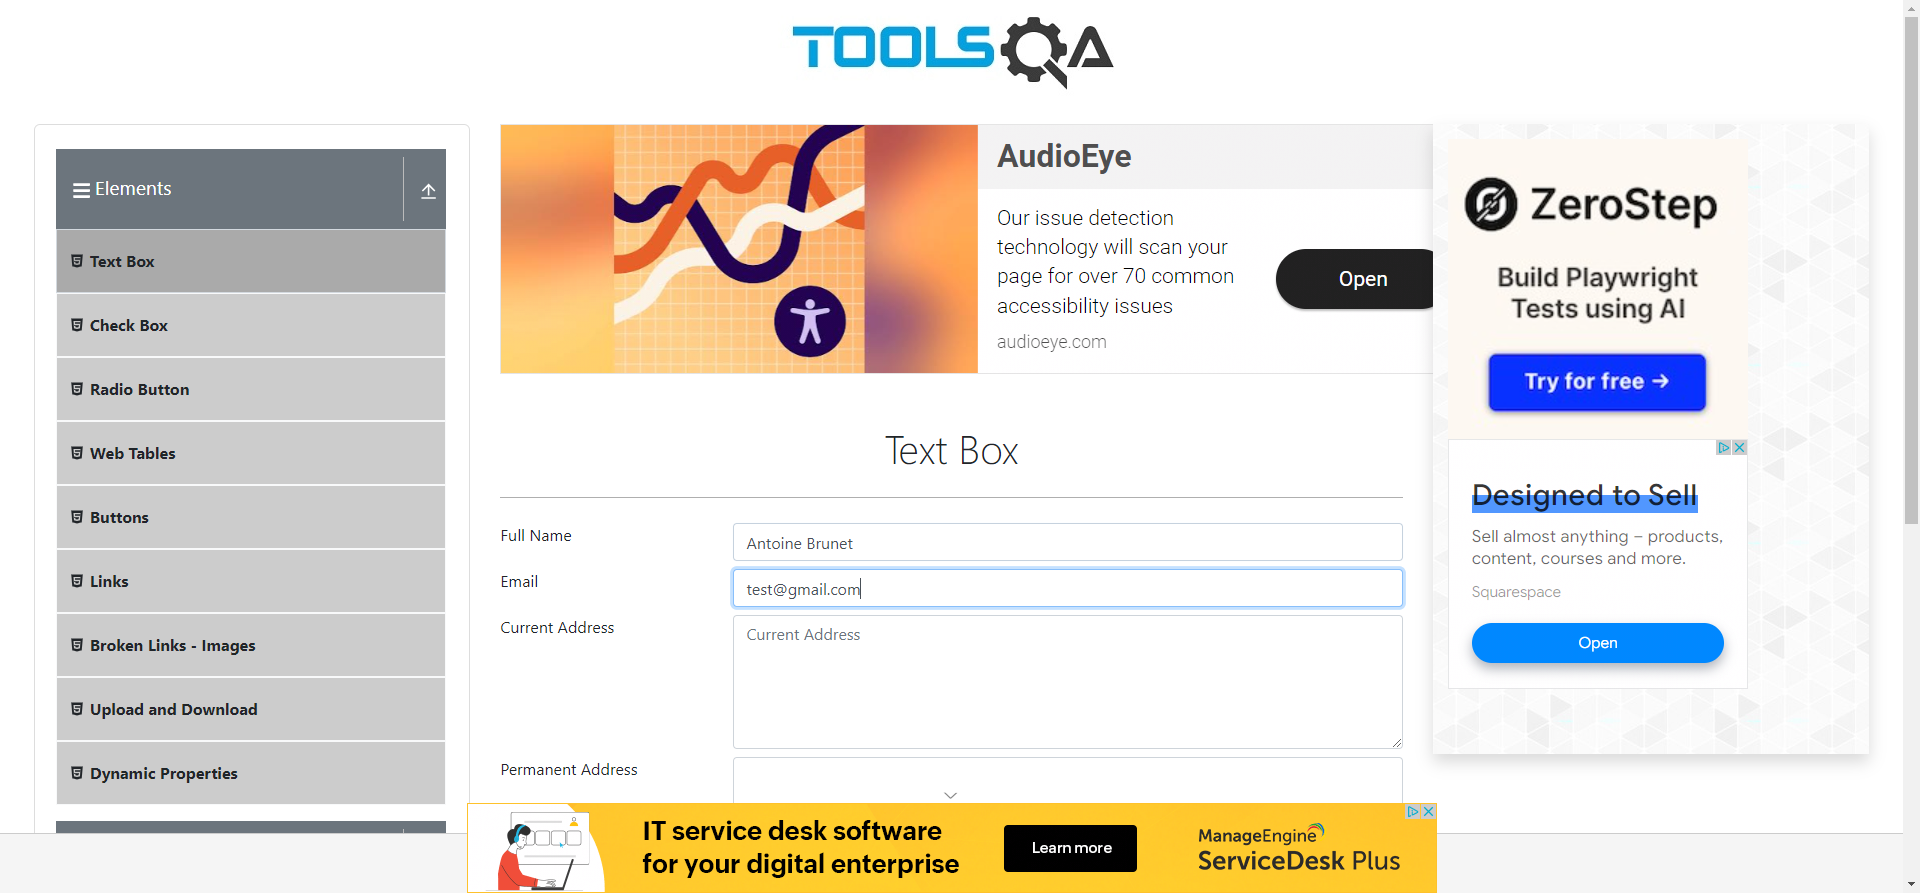 TOOLSQA
Elements
Text Box
Check Box
Radio Button
Web Tables
Buttons
Links
Broken Links - Images
Upload and Download
Dynamic Properties
AudioEye
Our issue detection
technology will scan your
page for over 70 common
accessibility issues
audioeye.com
Open
Text Box
Full Name
Antoine Brunet
Email
test@gmail.com
Current Address
Current Address
Permanent Address
ZeroStep
Build Playwright
Tests using AI
Try for free →
Designed to Sell
Sell almost anything – products,
content, courses and more.
Squarespace
Open
IT service desk software
for your digital enterprise
Learn more
ManageEngine
ServiceDesk Plus